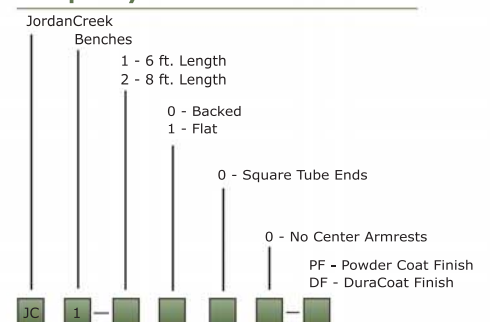 JordanCreek
Benches
1 - 6 ft. Length
2 - 8 ft. Length
0 - Backed
1 - Flat
0 - Square Tube Ends
0 - No Center Armrests
PF - Powder Coat Finish
DF - DuraCoat Finish
JC 1 - -